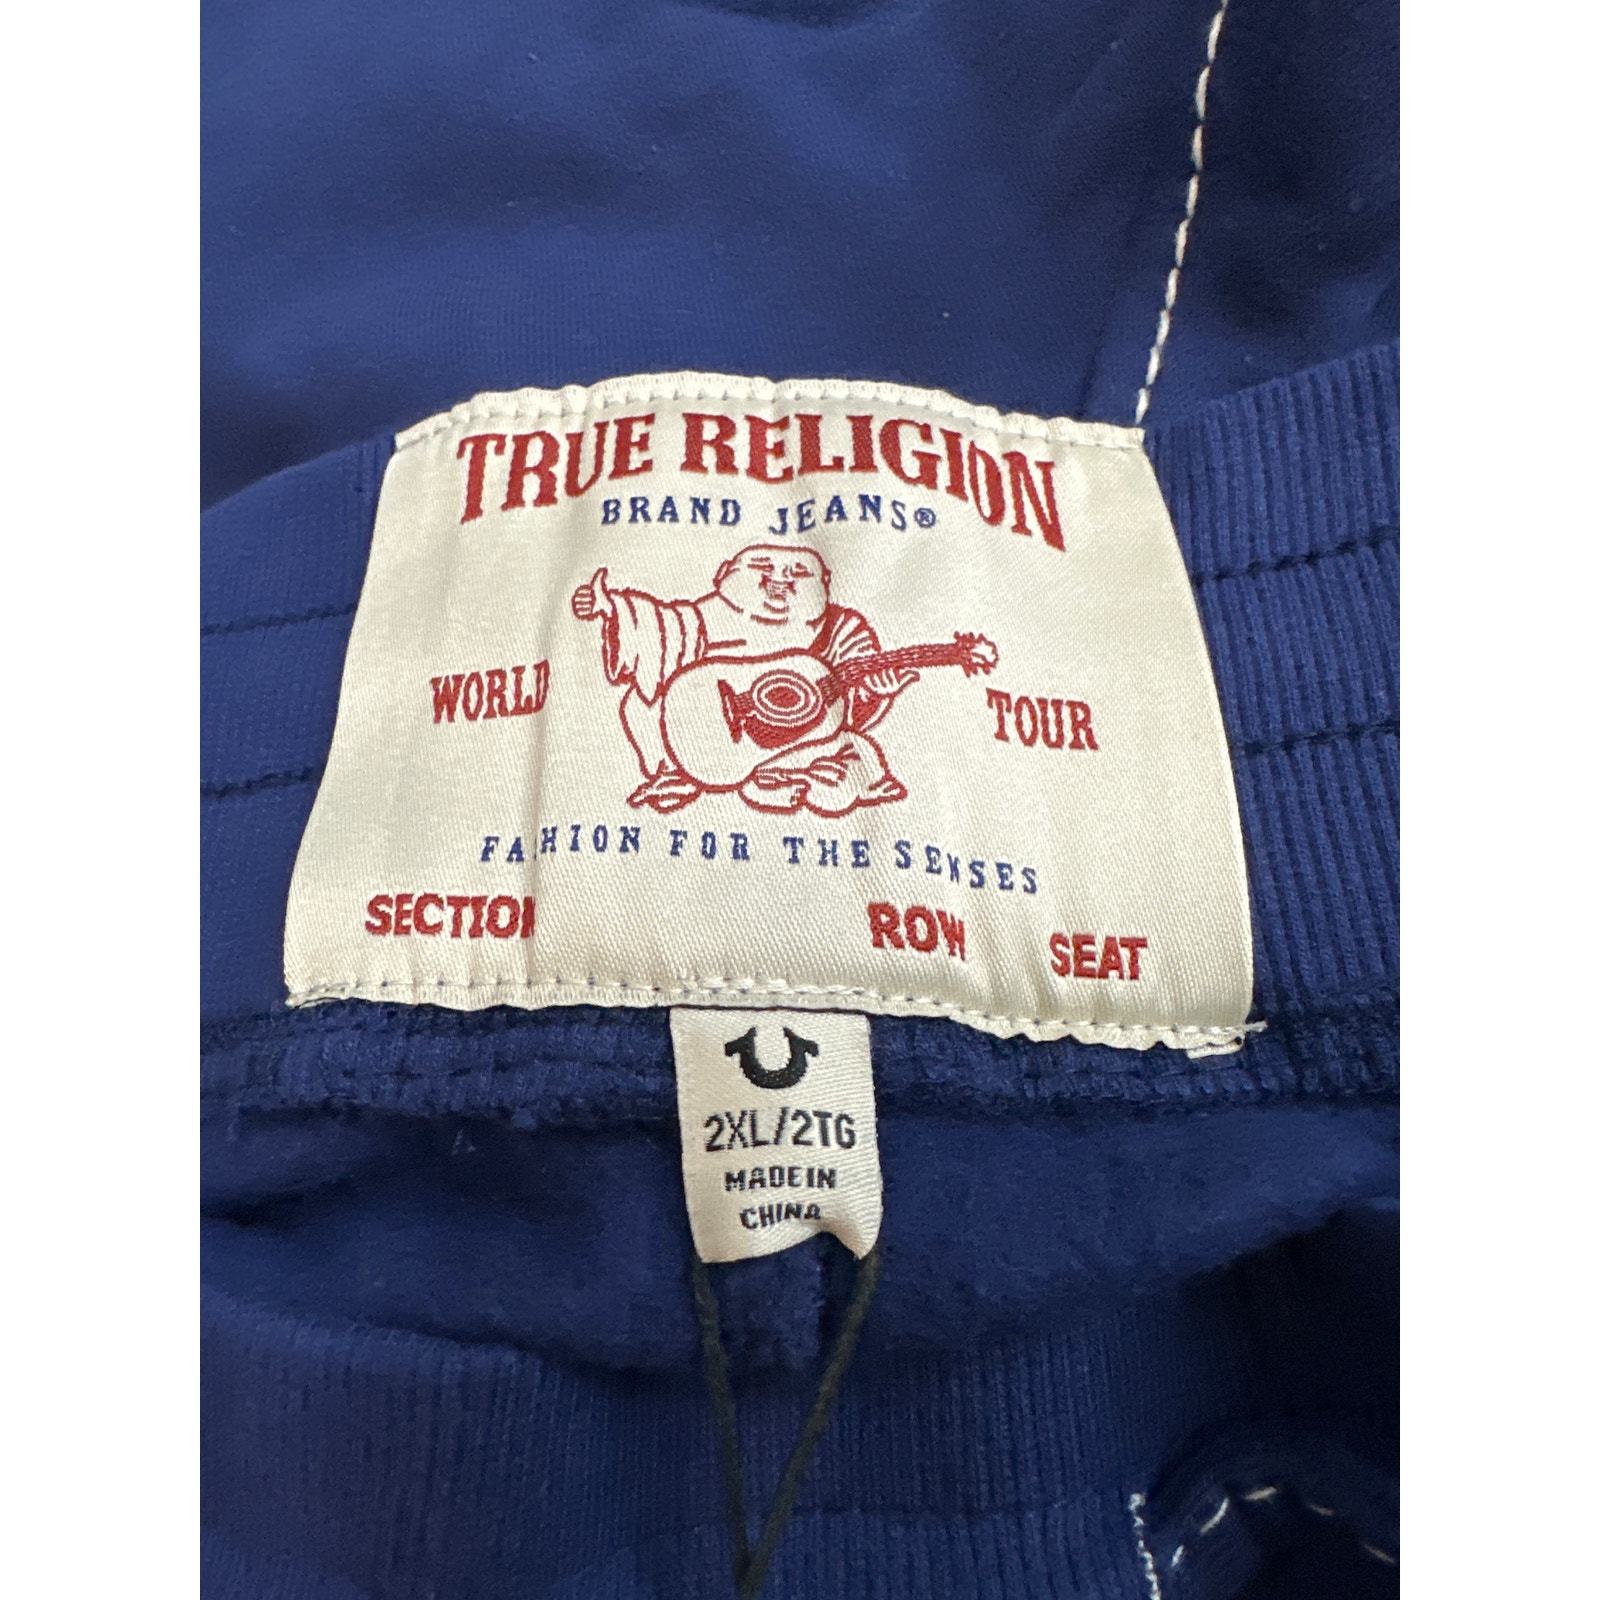 TRUE RELIGION
BRAND JEANS®
WORLD TOUR
FASHION FOR THE SENSES
SECTION ROW SEAT
2XL/2TG
MADE IN
CHINA